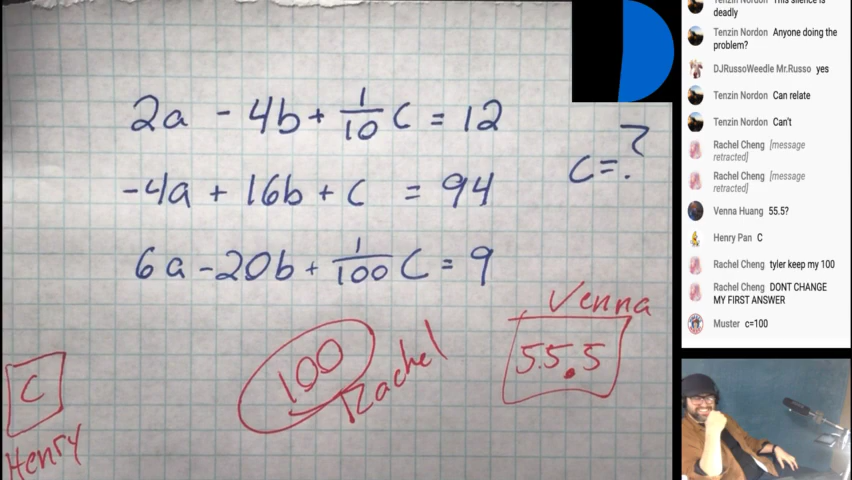 2a - 4b + 1/10 c = 12
-4a + 16b + c = 94
6a - 20b + 1/100 c = 9
c = ?
Venna
55.5
100
Rachel
C
Henry
deadly
Tenzin Nordon Anyone doing the
problem?
DJRussoWeedle Mr.Russo yes
Tenzin Nordon Can relate
Tenzin Nordon Can't
Rachel Cheng [message
retracted]
Rachel Cheng [message
retracted]
Venna Huang 55.5?
Henry Pan C
Rachel Cheng tyler keep my 100
Rachel Cheng DONT CHANGE
MY FIRST ANSWER
Muster c=100